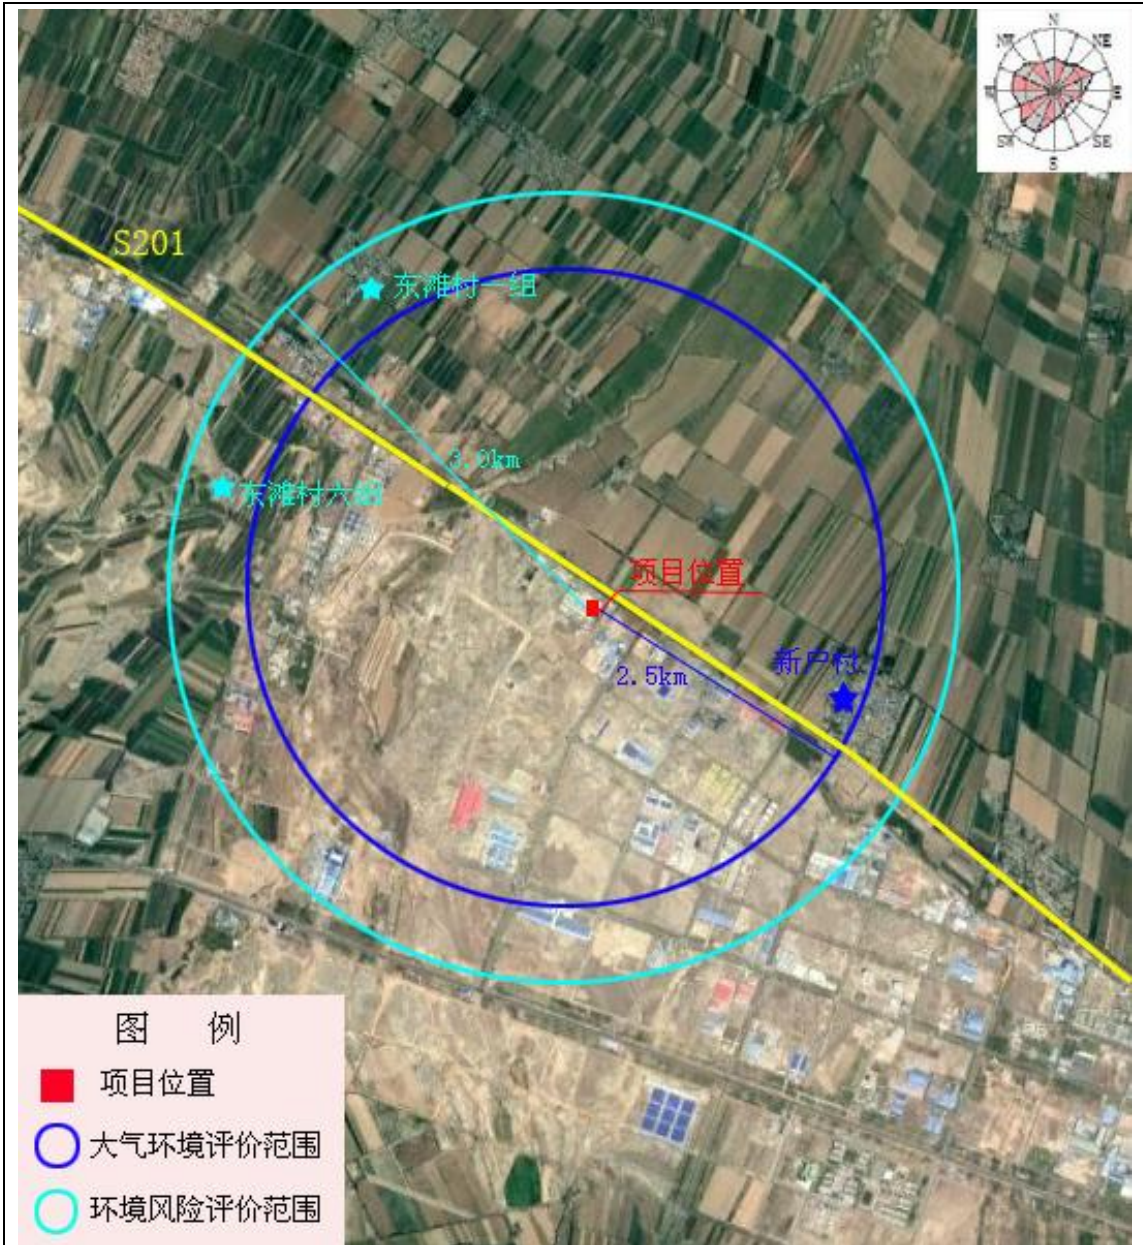 N
NW
NE
SW
SE
S
S201
东滩村一组
3.0km
东滩村六组
项目位置
新户村
2.5km
图 例
项目位置
大气环境评价范围
环境风险评价范围